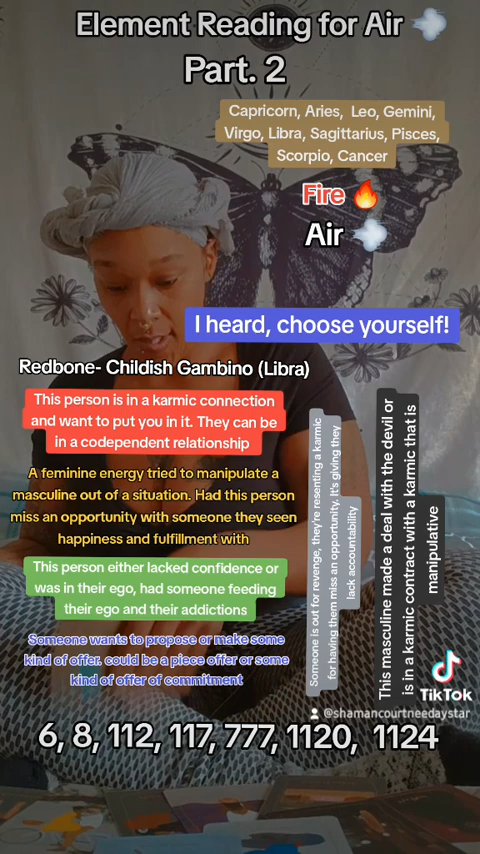 Element Reading for Air 💨
Part. 2
Capricorn, Aries, Leo, Gemini,
Virgo, Libra, Sagittarius, Pisces,
Scorpio, Cancer
Fire 🔥
Air 💨
I heard, choose yourself!
Redbone- Childish Gambino (Libra)
This person is in a karmic connection
and want to put you in it. They can be
in a codependent relationship
A feminine energy tried to manipulate a
masculine out of a situation. Had this person
miss an opportunity with someone they seen
happiness and fulfillment with
This person either lacked confidence or
was in their ego, had someone feeding
their ego and their addictions
Someone wants to propose or make some
kind of offer. could be a piece offer or some
kind of offer of commitment
Someone is out for revenge, they're resenting a karmic
for having them miss an opportunity. It's giving they
lack accountability
This masculine made a deal with the devil or
is in a karmic contract with a karmic that is
manipulative
TikTok
@shamancourtneedaystar
6, 8, 112, 117, 777, 1120, 1124